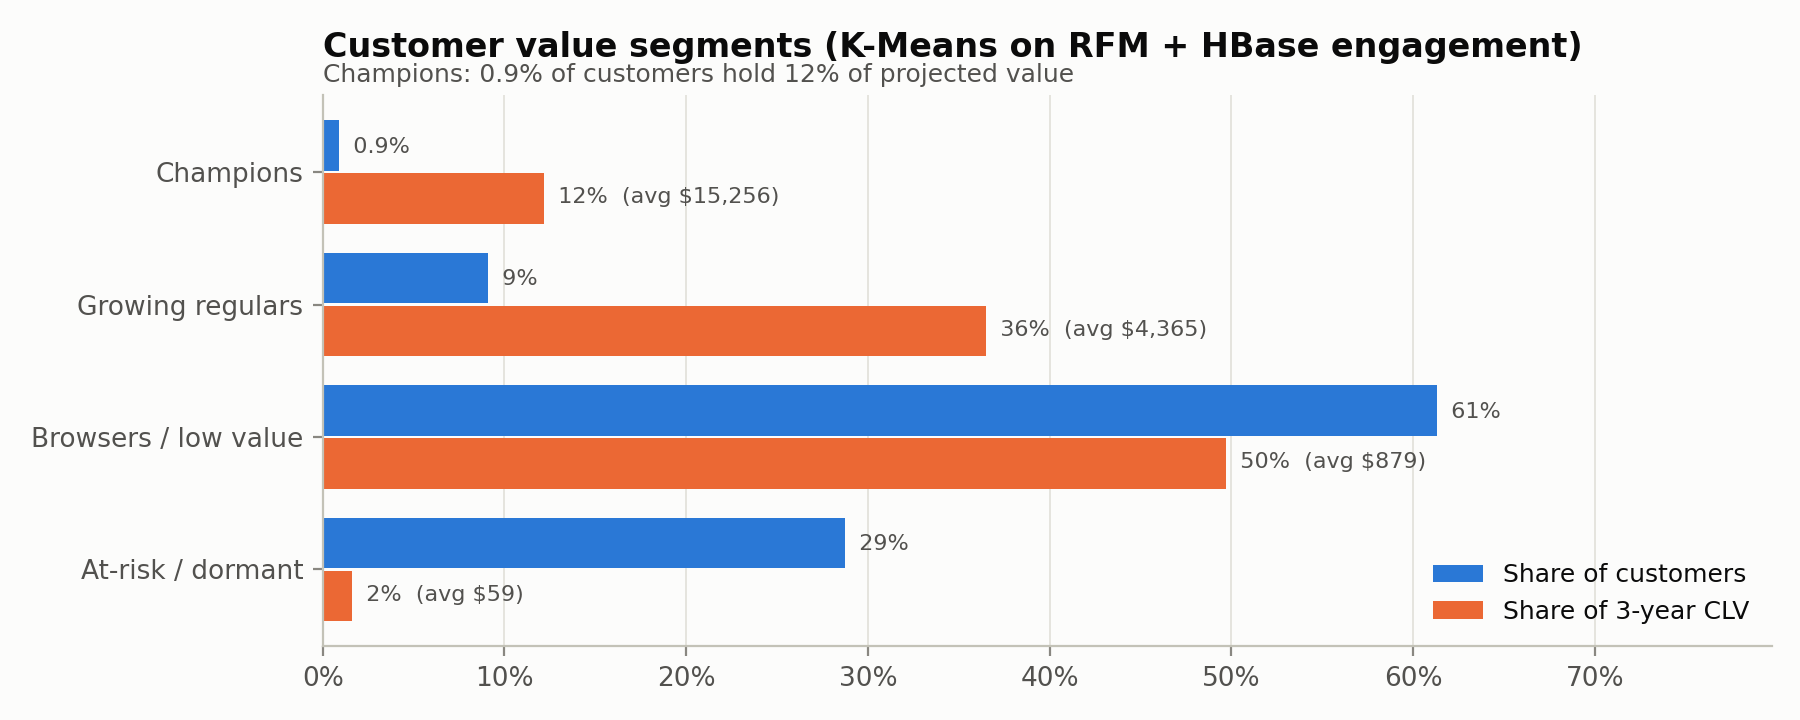 Customer value segments (K-Means on RFM + HBase engagement)
Champions: 0.9% of customers hold 12% of projected value
Champions
0.9%
12% (avg $15,256)
Growing regulars
9%
36% (avg $4,365)
Browsers / low value
61%
50% (avg $879)
At-risk / dormant
29%
2% (avg $59)
Share of customers
Share of 3-year CLV
0% 10% 20% 30% 40% 50% 60% 70%